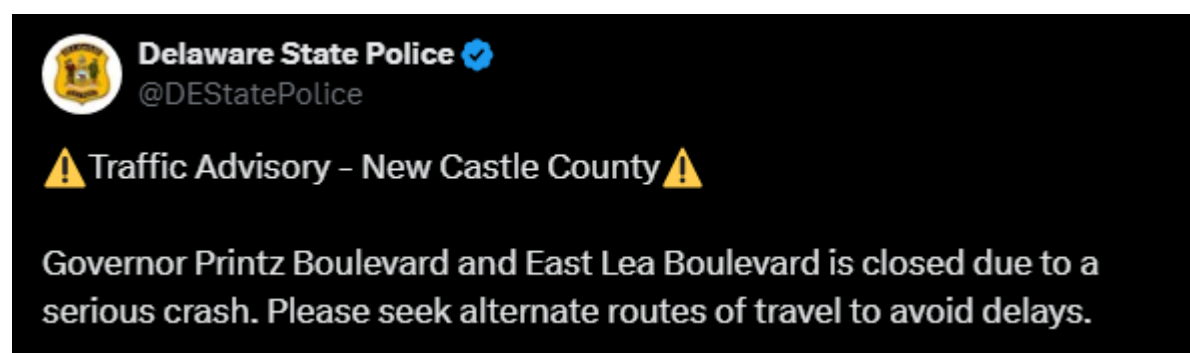 Delaware State Police
@DEStatePolice
⚠️Traffic Advisory - New Castle County⚠️
Governor Printz Boulevard and East Lea Boulevard is closed due to a
serious crash. Please seek alternate routes of travel to avoid delays.